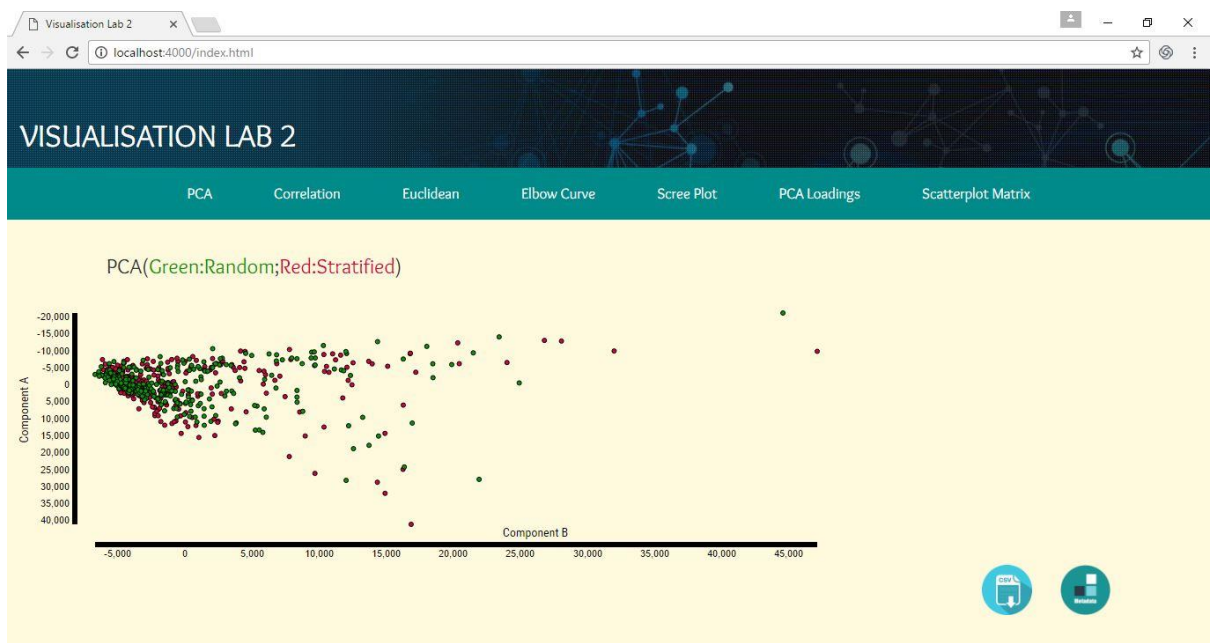 Visualisation Lab 2
localhost:4000/index.html
VISUALISATION LAB 2
PCA Correlation Euclidean Elbow Curve Scree Plot PCA Loadings Scatterplot Matrix
PCA(Green:Random;Red:Stratified)
-20,000
-15,000
-10,000
-5,000
0
5,000
10,000
15,000
20,000
25,000
30,000
35,000
40,000
Component A
Component B
-5,000 0 5,000 10,000 15,000 20,000 25,000 30,000 35,000 40,000 45,000
CSV
Metadata